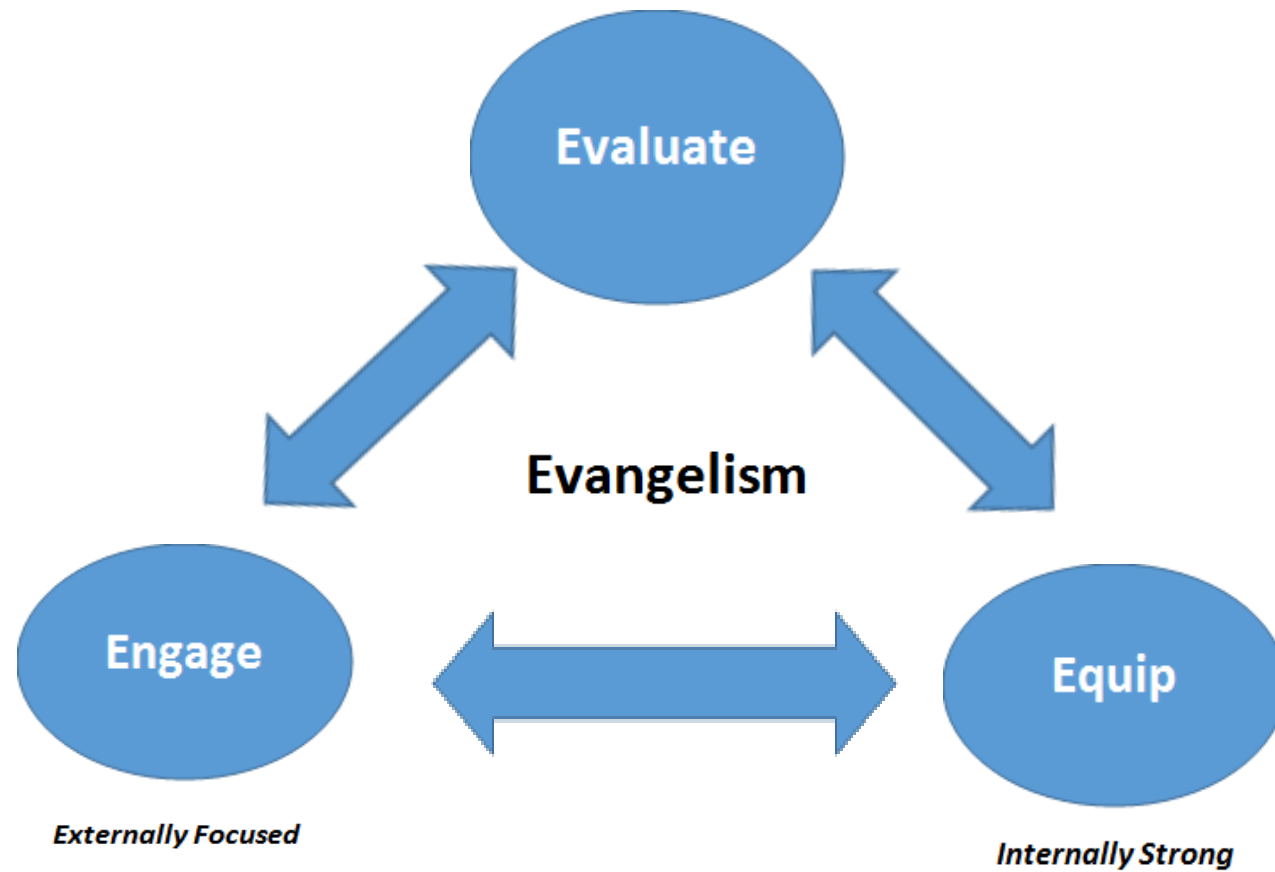 Evaluate
Evangelism
Engage
Equip
Externally Focused
Internally Strong